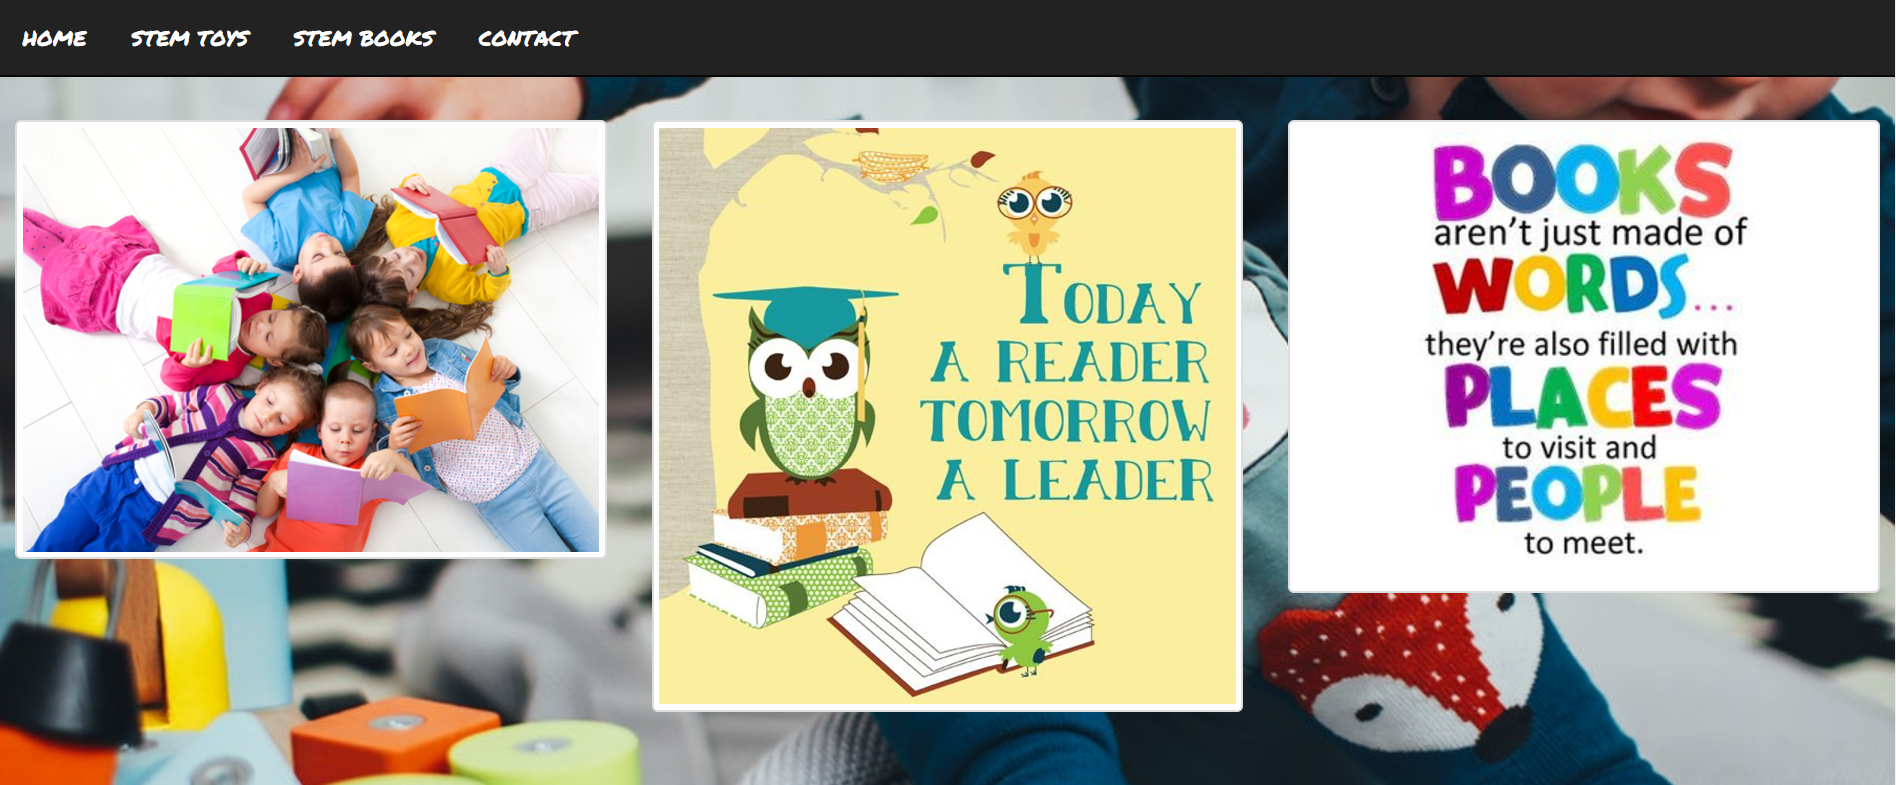 HOME STEM TOYS STEM BOOKS CONTACT
TODAY
A READER
TOMORROW
A LEADER
BOOKS
aren't just made of
WORDS...
they're also filled with
PLACES
to visit and
PEOPLE
to meet.